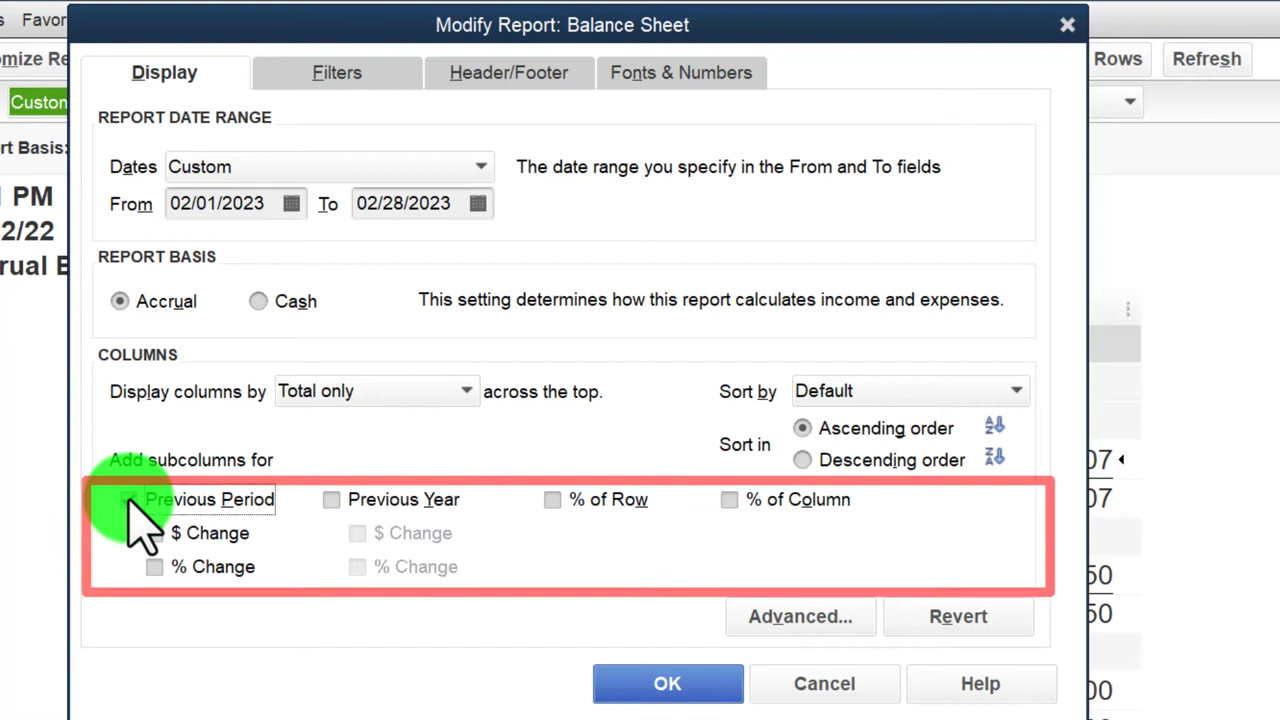 s Favor
Modify Report: Balance Sheet
omize Re
Display Filters Header/Footer Fonts & Numbers
Rows Refresh
Custom
REPORT DATE RANGE
rt Basis:
Dates Custom The date range you specify in the From and To fields
PM
From 02/01/2023 To 02/28/2023
2/22
REPORT BASIS
rual E
Accrual Cash This setting determines how this report calculates income and expenses.
COLUMNS
Display columns by Total only across the top. Sort by Default
Sort in Ascending order
Descending order
Add subcolumns for
07
Previous Period Previous Year % of Row % of Column
07
$ Change $ Change
% Change % Change
50
Advanced... Revert
50
OK Cancel Help
00